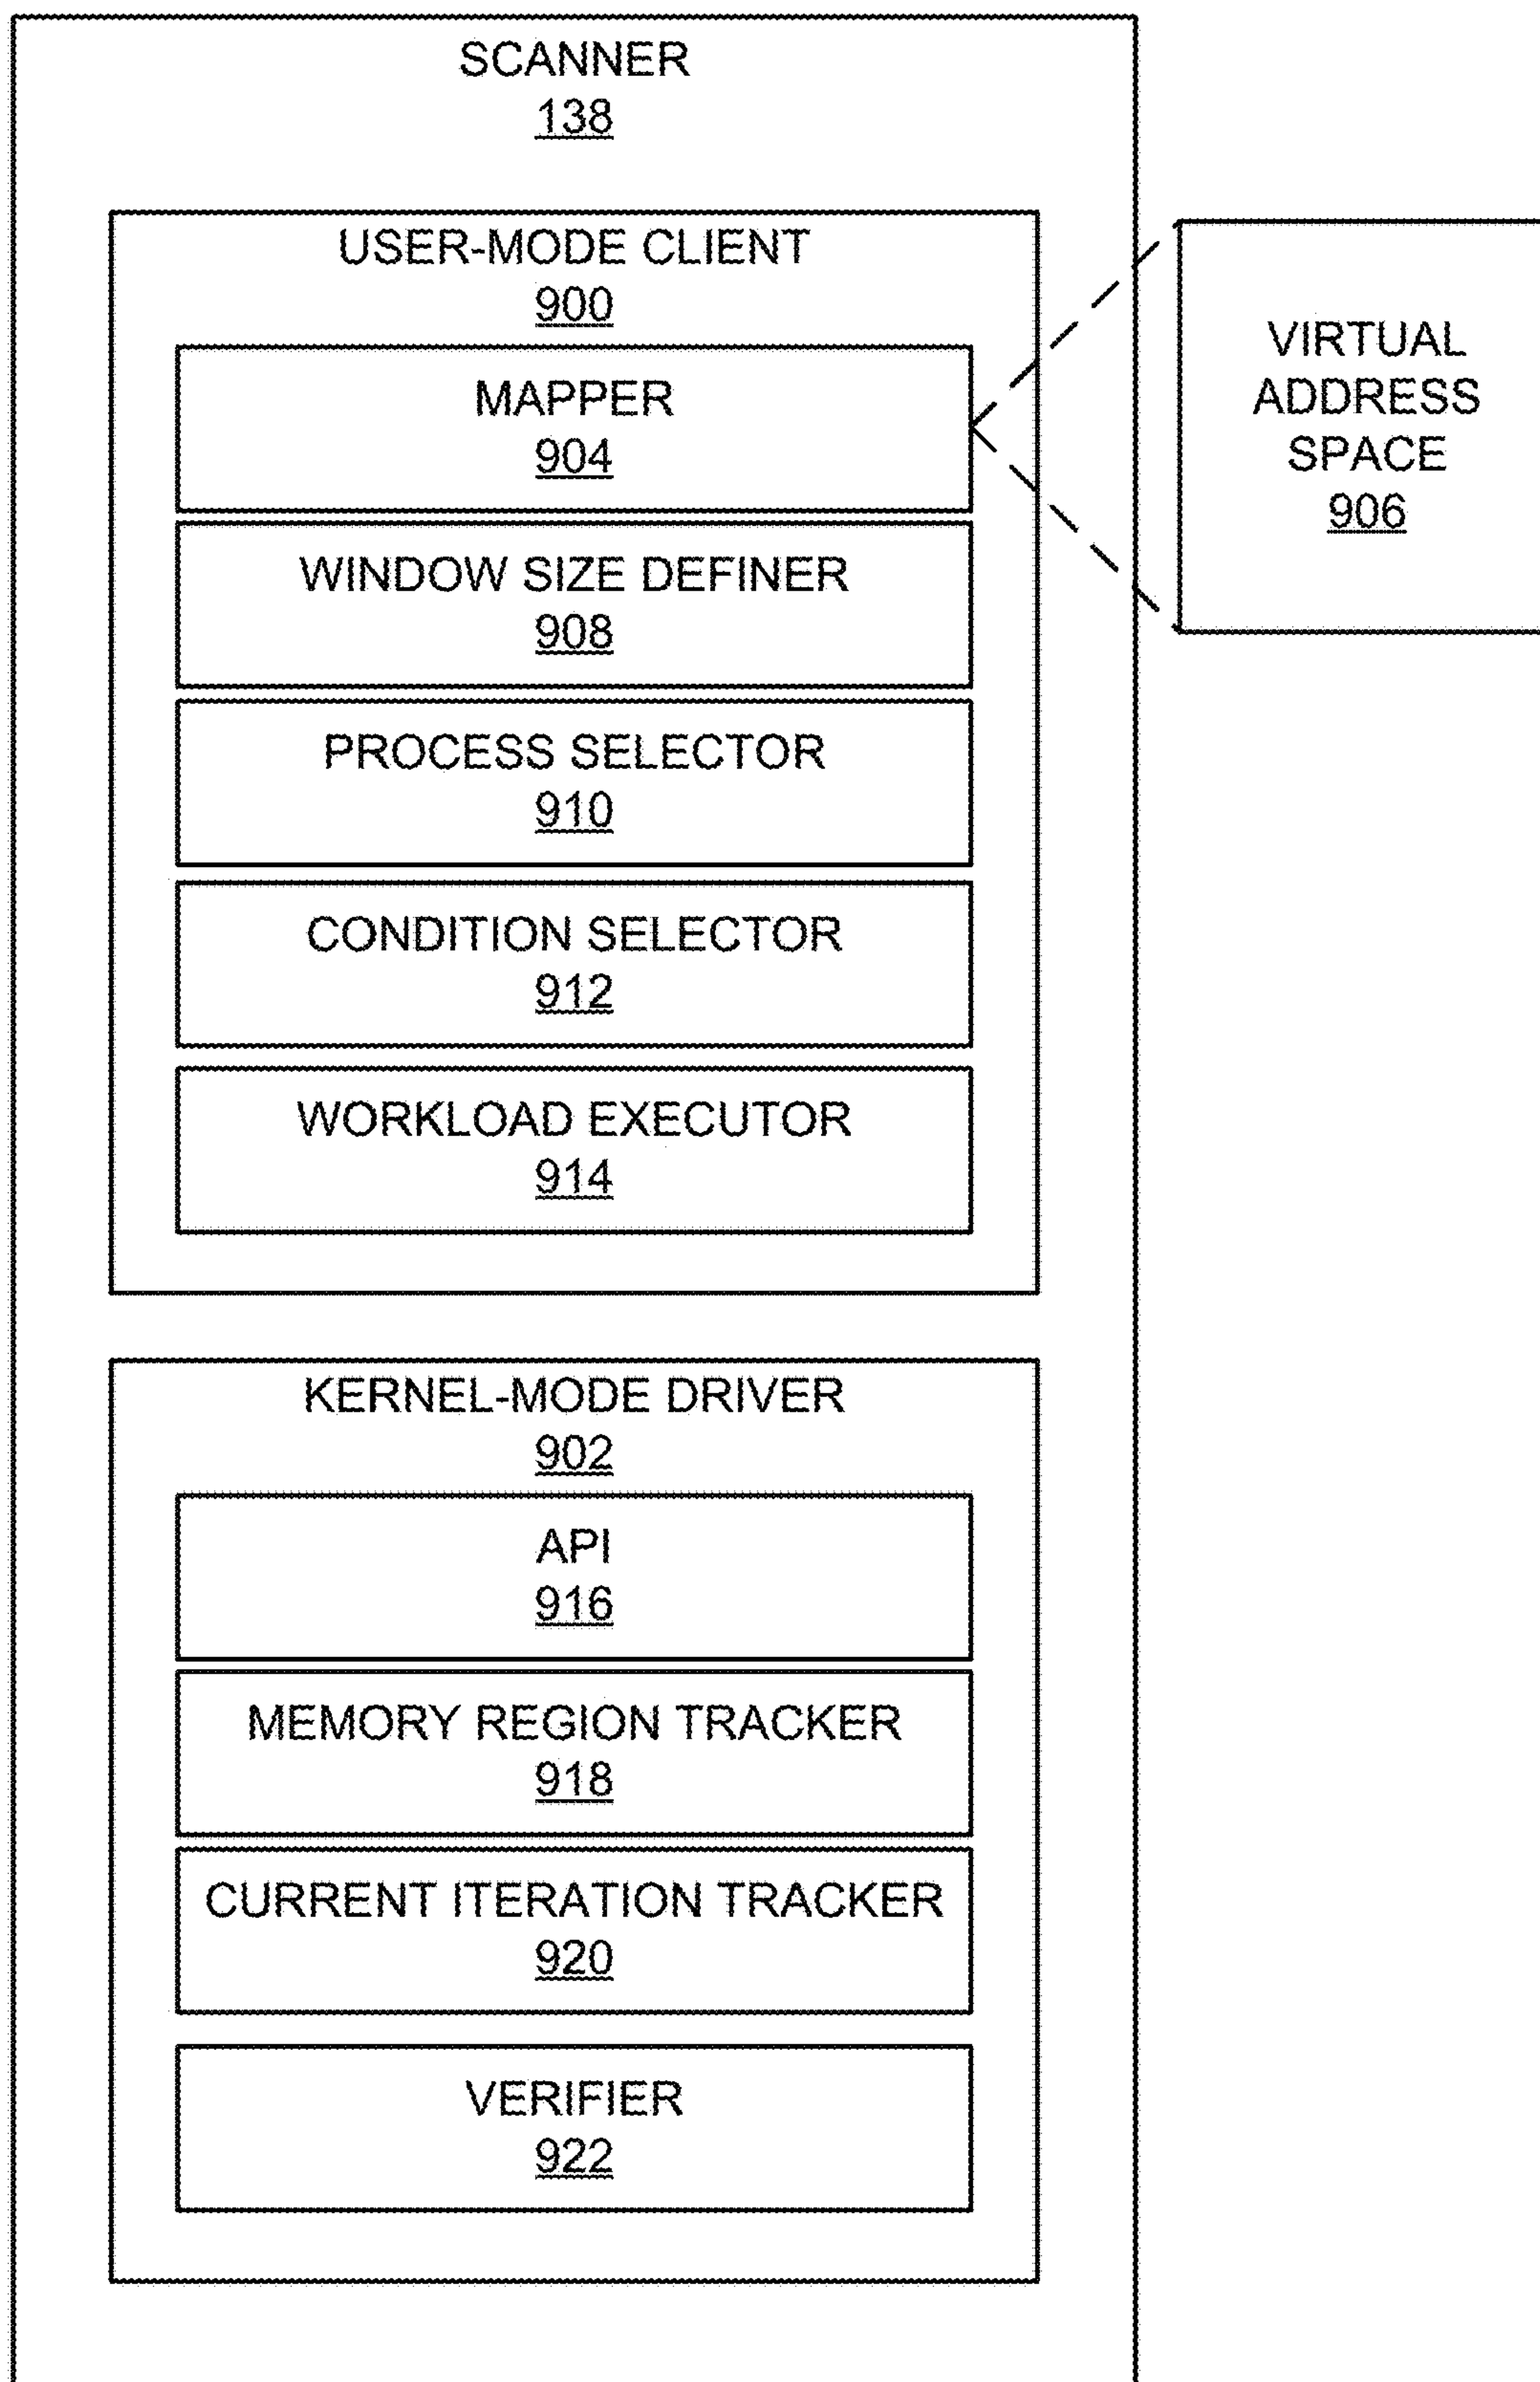 SCANNER
138
USER-MODE CLIENT
900
MAPPER
904
VIRTUAL
ADDRESS
SPACE
906
WINDOW SIZE DEFINER
908
PROCESS SELECTOR
910
CONDITION SELECTOR
912
WORKLOAD EXECUTOR
914
KERNEL-MODE DRIVER
902
API
916
MEMORY REGION TRACKER
918
CURRENT ITERATION TRACKER
920
VERIFIER
922